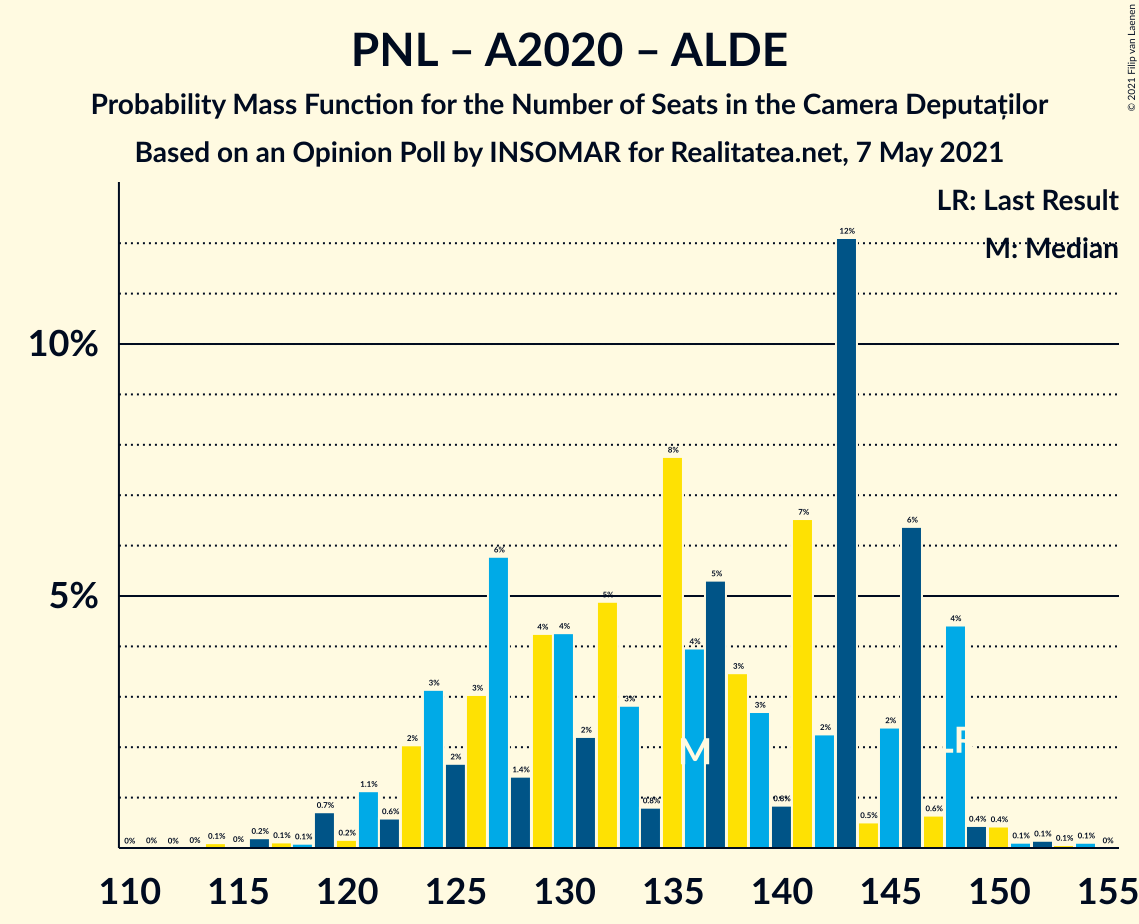 PNL – A2020 – ALDE
Probability Mass Function for the Number of Seats in the Camera Deputaților
Based on an Opinion Poll by INSOMAR for Realitatea.net, 7 May 2021
© 2021 Filip van Laenen
LR: Last Result
M: Median
10%
5%
0% 0% 0% 0% 0.1% 0% 0.2% 0.1% 0.1% 0.7% 0.2% 1.1% 0.6% 2% 3% 2% 3% 6% 1.4% 4% 4% 2% 5% 3% 0.8% 8% 4% 5% 3% 3% 0.8% 7% 2% 12% 0.5% 2% 6% 0.6% 4% 0.4% 0.4% 0.1% 0.1% 0.1% 0.1% 0%
M LR
110 115 120 125 130 135 140 145 150 155